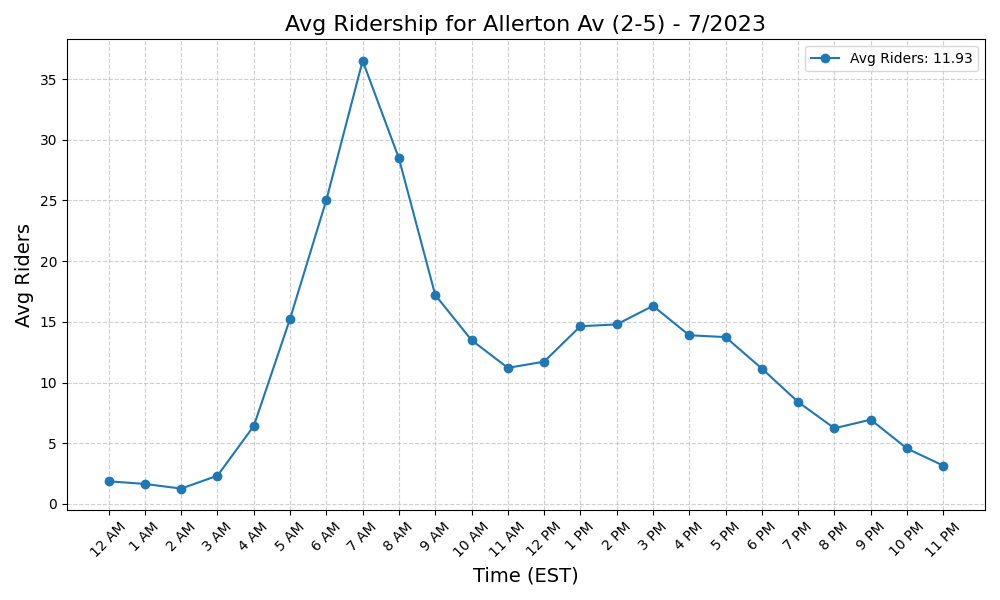 Avg Ridership for Allerton Av (2-5) - 7/2023
Avg Riders: 11.93
Avg Riders
35
30
25
20
15
10
5
0
12 AM
1 AM
2 AM
3 AM
4 AM
5 AM
6 AM
7 AM
8 AM
9 AM
10 AM
11 AM
12 PM
1 PM
2 PM
3 PM
4 PM
5 PM
6 PM
7 PM
8 PM
9 PM
10 PM
11 PM
Time (EST)